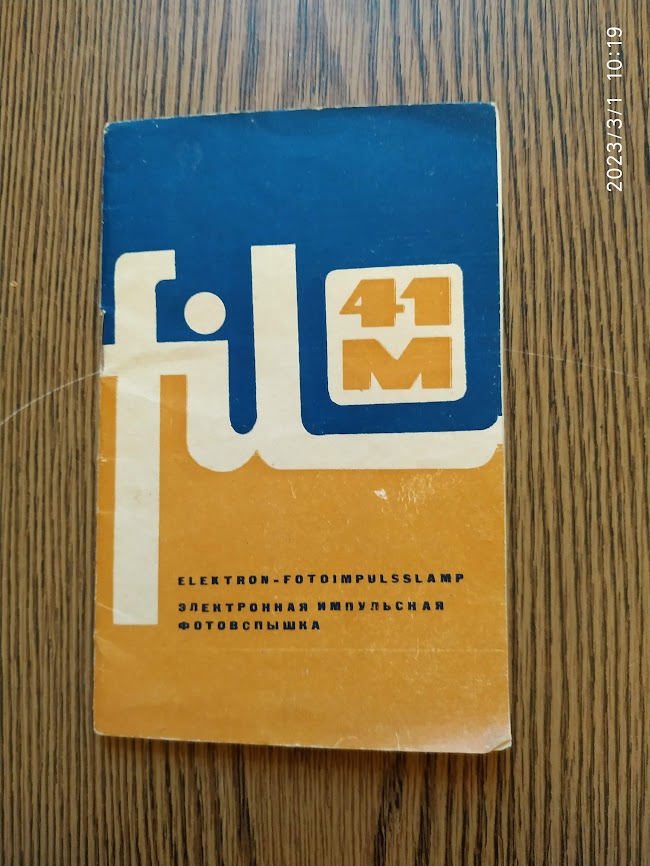 2023/3/1 10:19
fil
41
M
ELEKTRON-FOTOIMPULSSLAMP
ЭЛЕКТРОННАЯ ИМПУЛЬСНАЯ
ФОТОВСПЫШКА